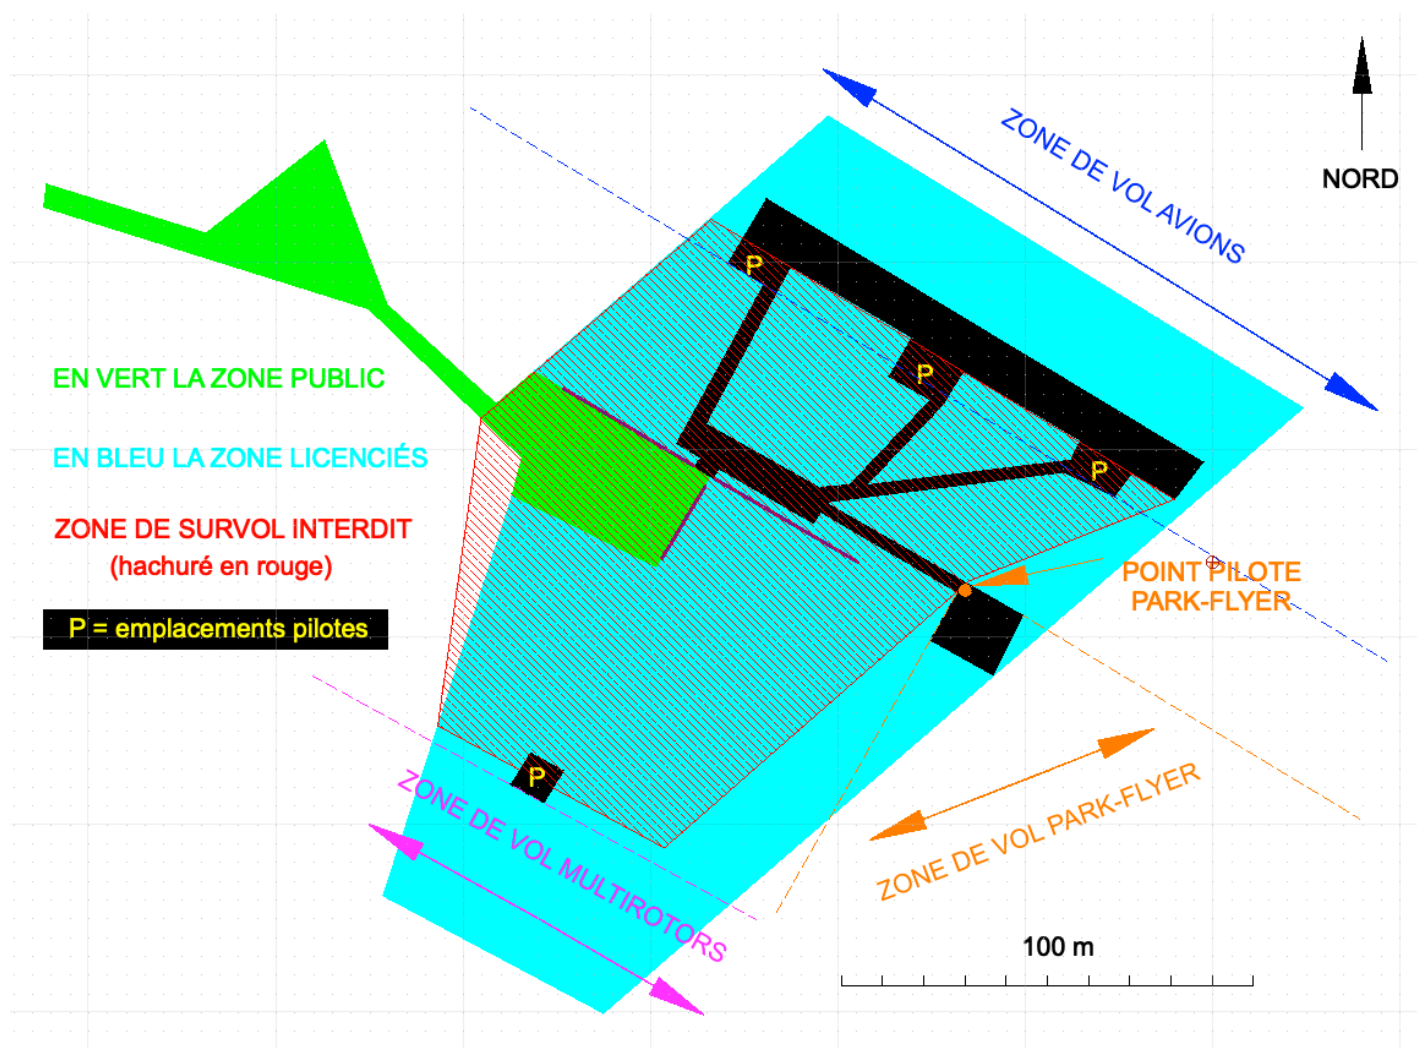 ZONE DE VOL AVIONS
NORD
P
P
P
EN VERT LA ZONE PUBLIC
EN BLEU LA ZONE LICENCIÉS
ZONE DE SURVOL INTERDIT
(hachuré en rouge)
P = emplacements pilotes
POINT PILOTE
PARK-FLYER
P
ZONE DE VOL MULTIROTORS
ZONE DE VOL PARK-FLYER
100 m